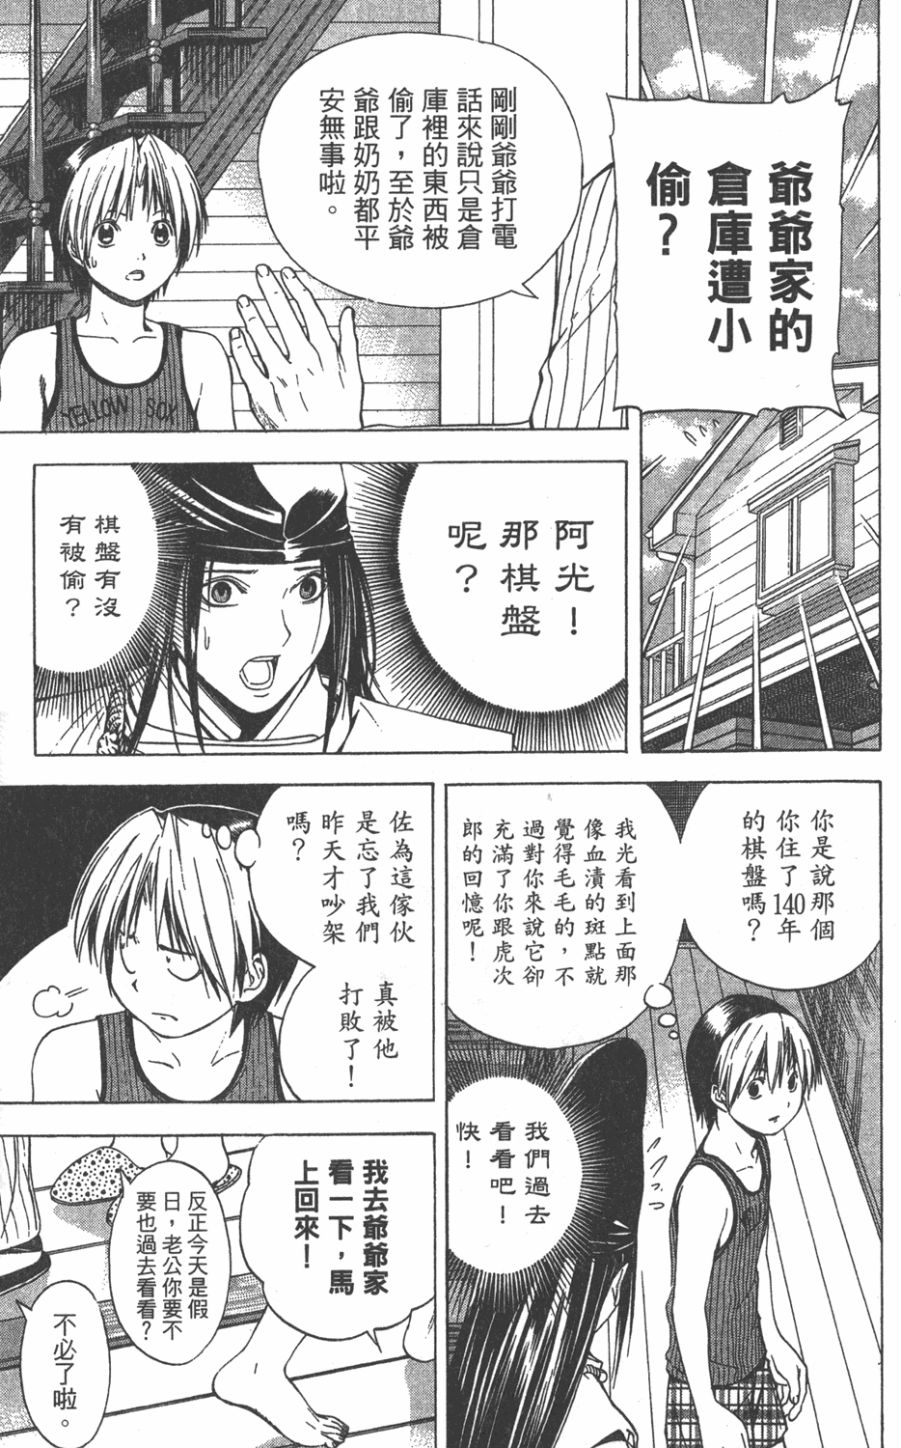 爺爺家的
倉庫遭小
偷？
剛剛爺爺打電
話來說只是倉
庫裡的東西被
偷了，至於爺
爺跟奶奶都平
安無事啦。
YELLOW SOX
阿光！
那棋盤
呢？
棋盤有沒
有被偷？
你是說那個
你住了140年
的棋盤嗎？
我光看到上面那
像血漬的斑點就
覺得毛毛的，不
過對你來說它卻
充滿了你跟虎次
郎的回憶呢！
我們過去
看看吧！
快！
佐為這傢伙
是忘了我們
昨天才吵架
嗎？
真被他
打敗了！
我去爺爺家
看一下，馬
上回來！
反正今天是假
日，老公你要不
要也過去看看？
不必了啦。